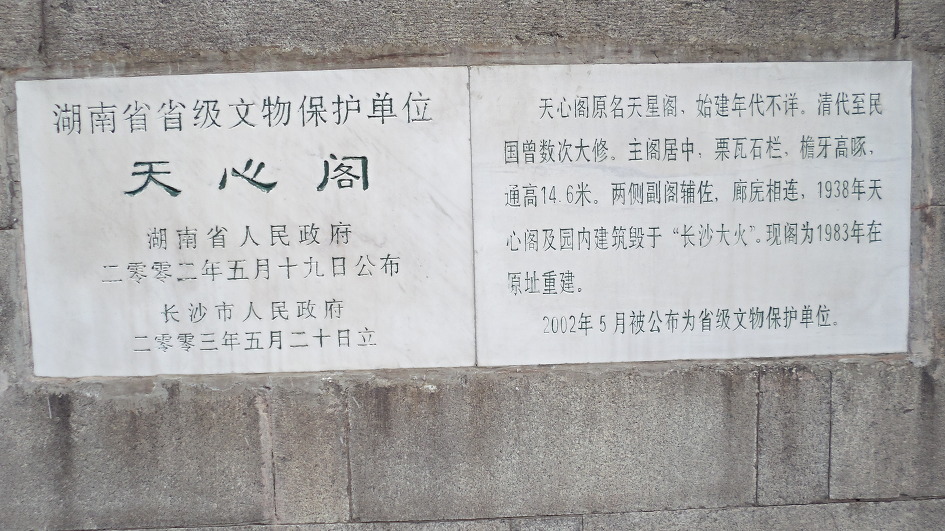 湖南省省级文物保护单位
天心阁
湖南省人民政府
二零零二年五月十九日公布
长沙市人民政府
二零零三年五月二十日立
天心阁原名天星阁、始建年代不详。清代至民
国曾数次大修。主阁居中，栗瓦石栏，檐牙高啄，
通高14.6米。两侧副阁辅佐，廊庑相连，1938年天
心阁及园内建筑毁于“长沙大火”。现阁为1983年在
原址重建。
2002年5月被公布为省级文物保护单位。